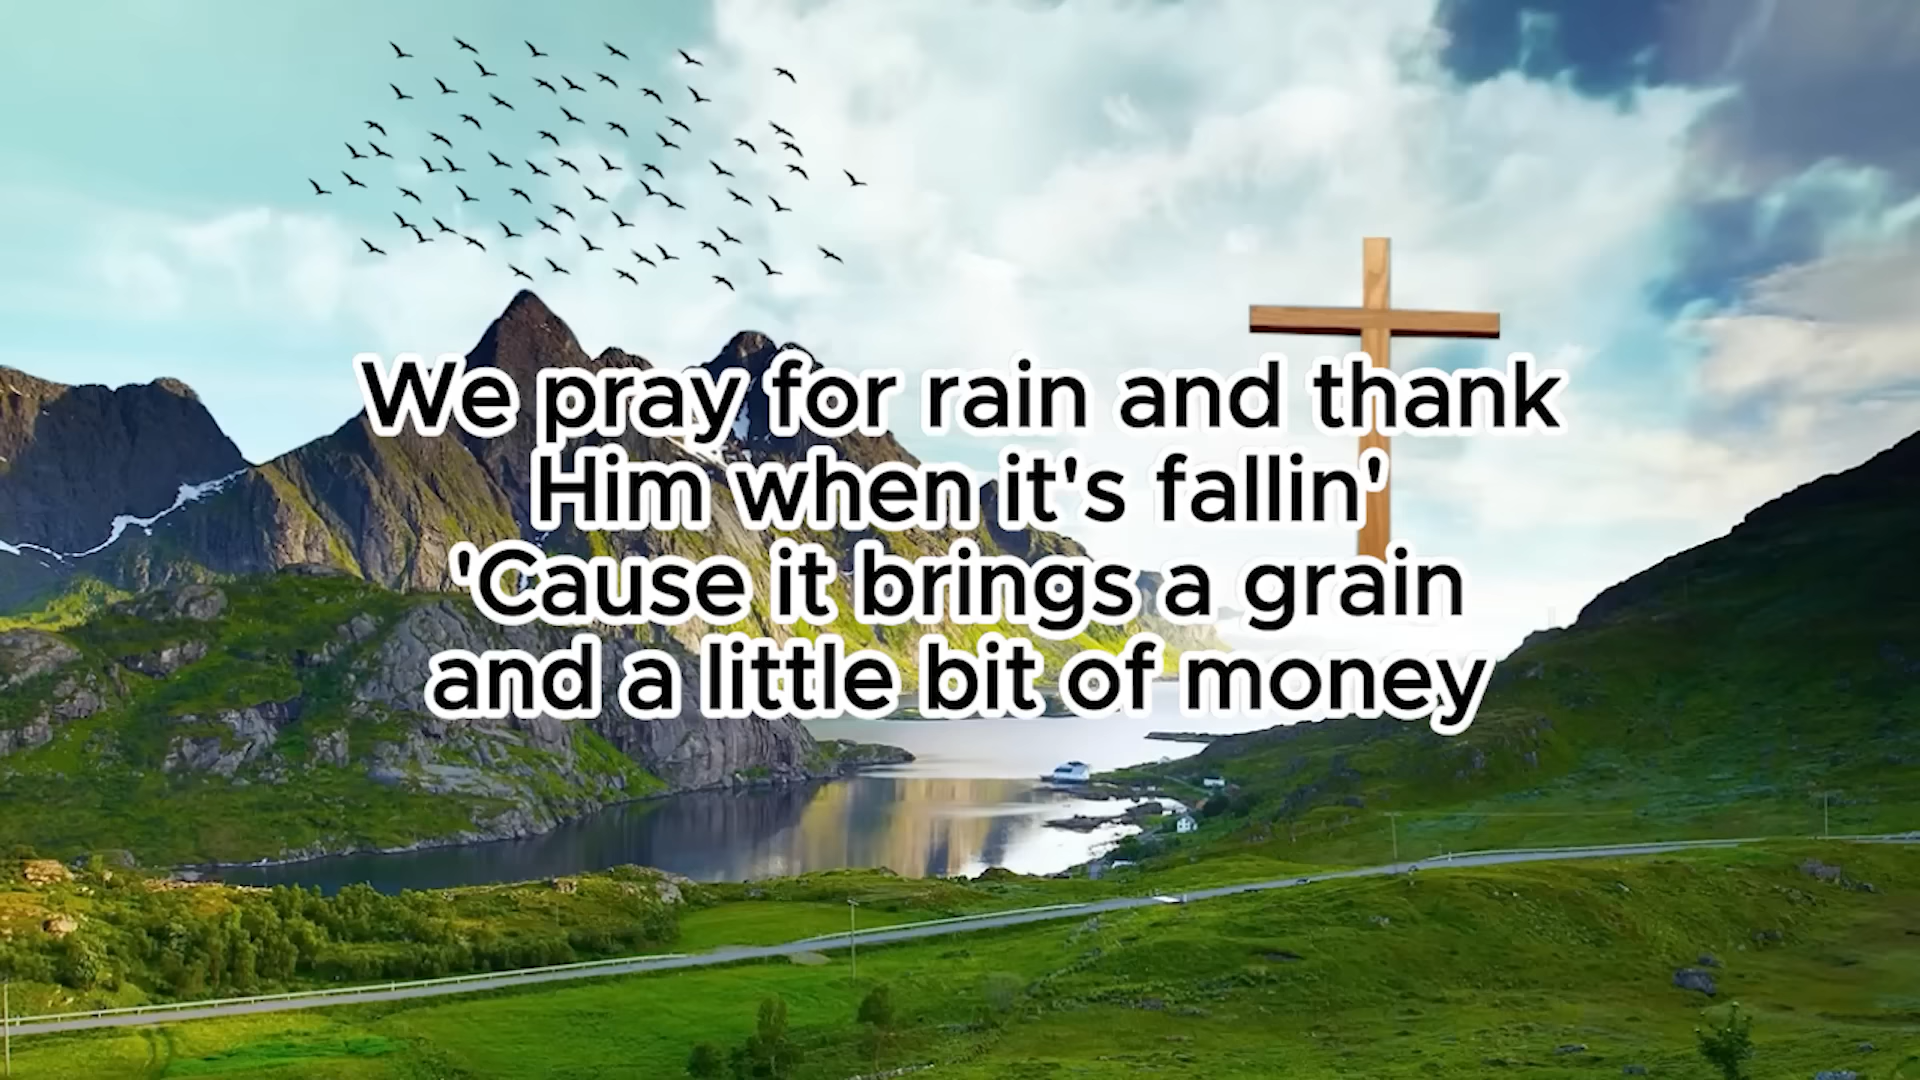 We pray for rain and thank
Him when it's fallin'
'Cause it brings a grain
and a little bit of money